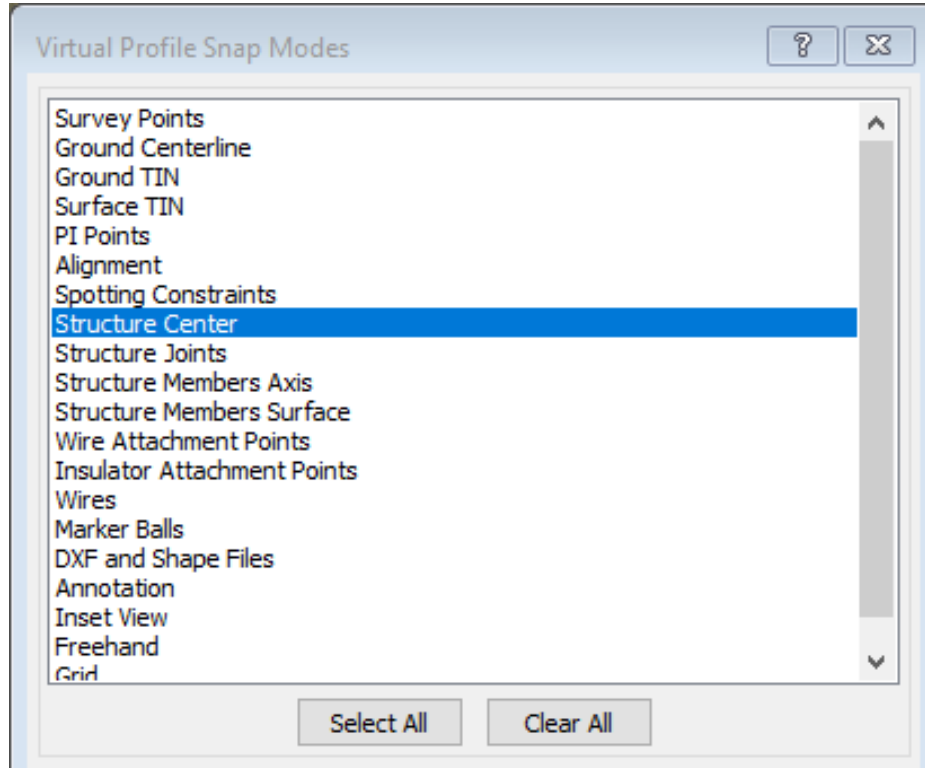 Virtual Profile Snap Modes
Survey Points
Ground Centerline
Ground TIN
Surface TIN
PI Points
Alignment
Spotting Constraints
Structure Center
Structure Joints
Structure Members Axis
Structure Members Surface
Wire Attachment Points
Insulator Attachment Points
Wires
Marker Balls
DXF and Shape Files
Annotation
Inset View
Freehand
Grid
Select All Clear All